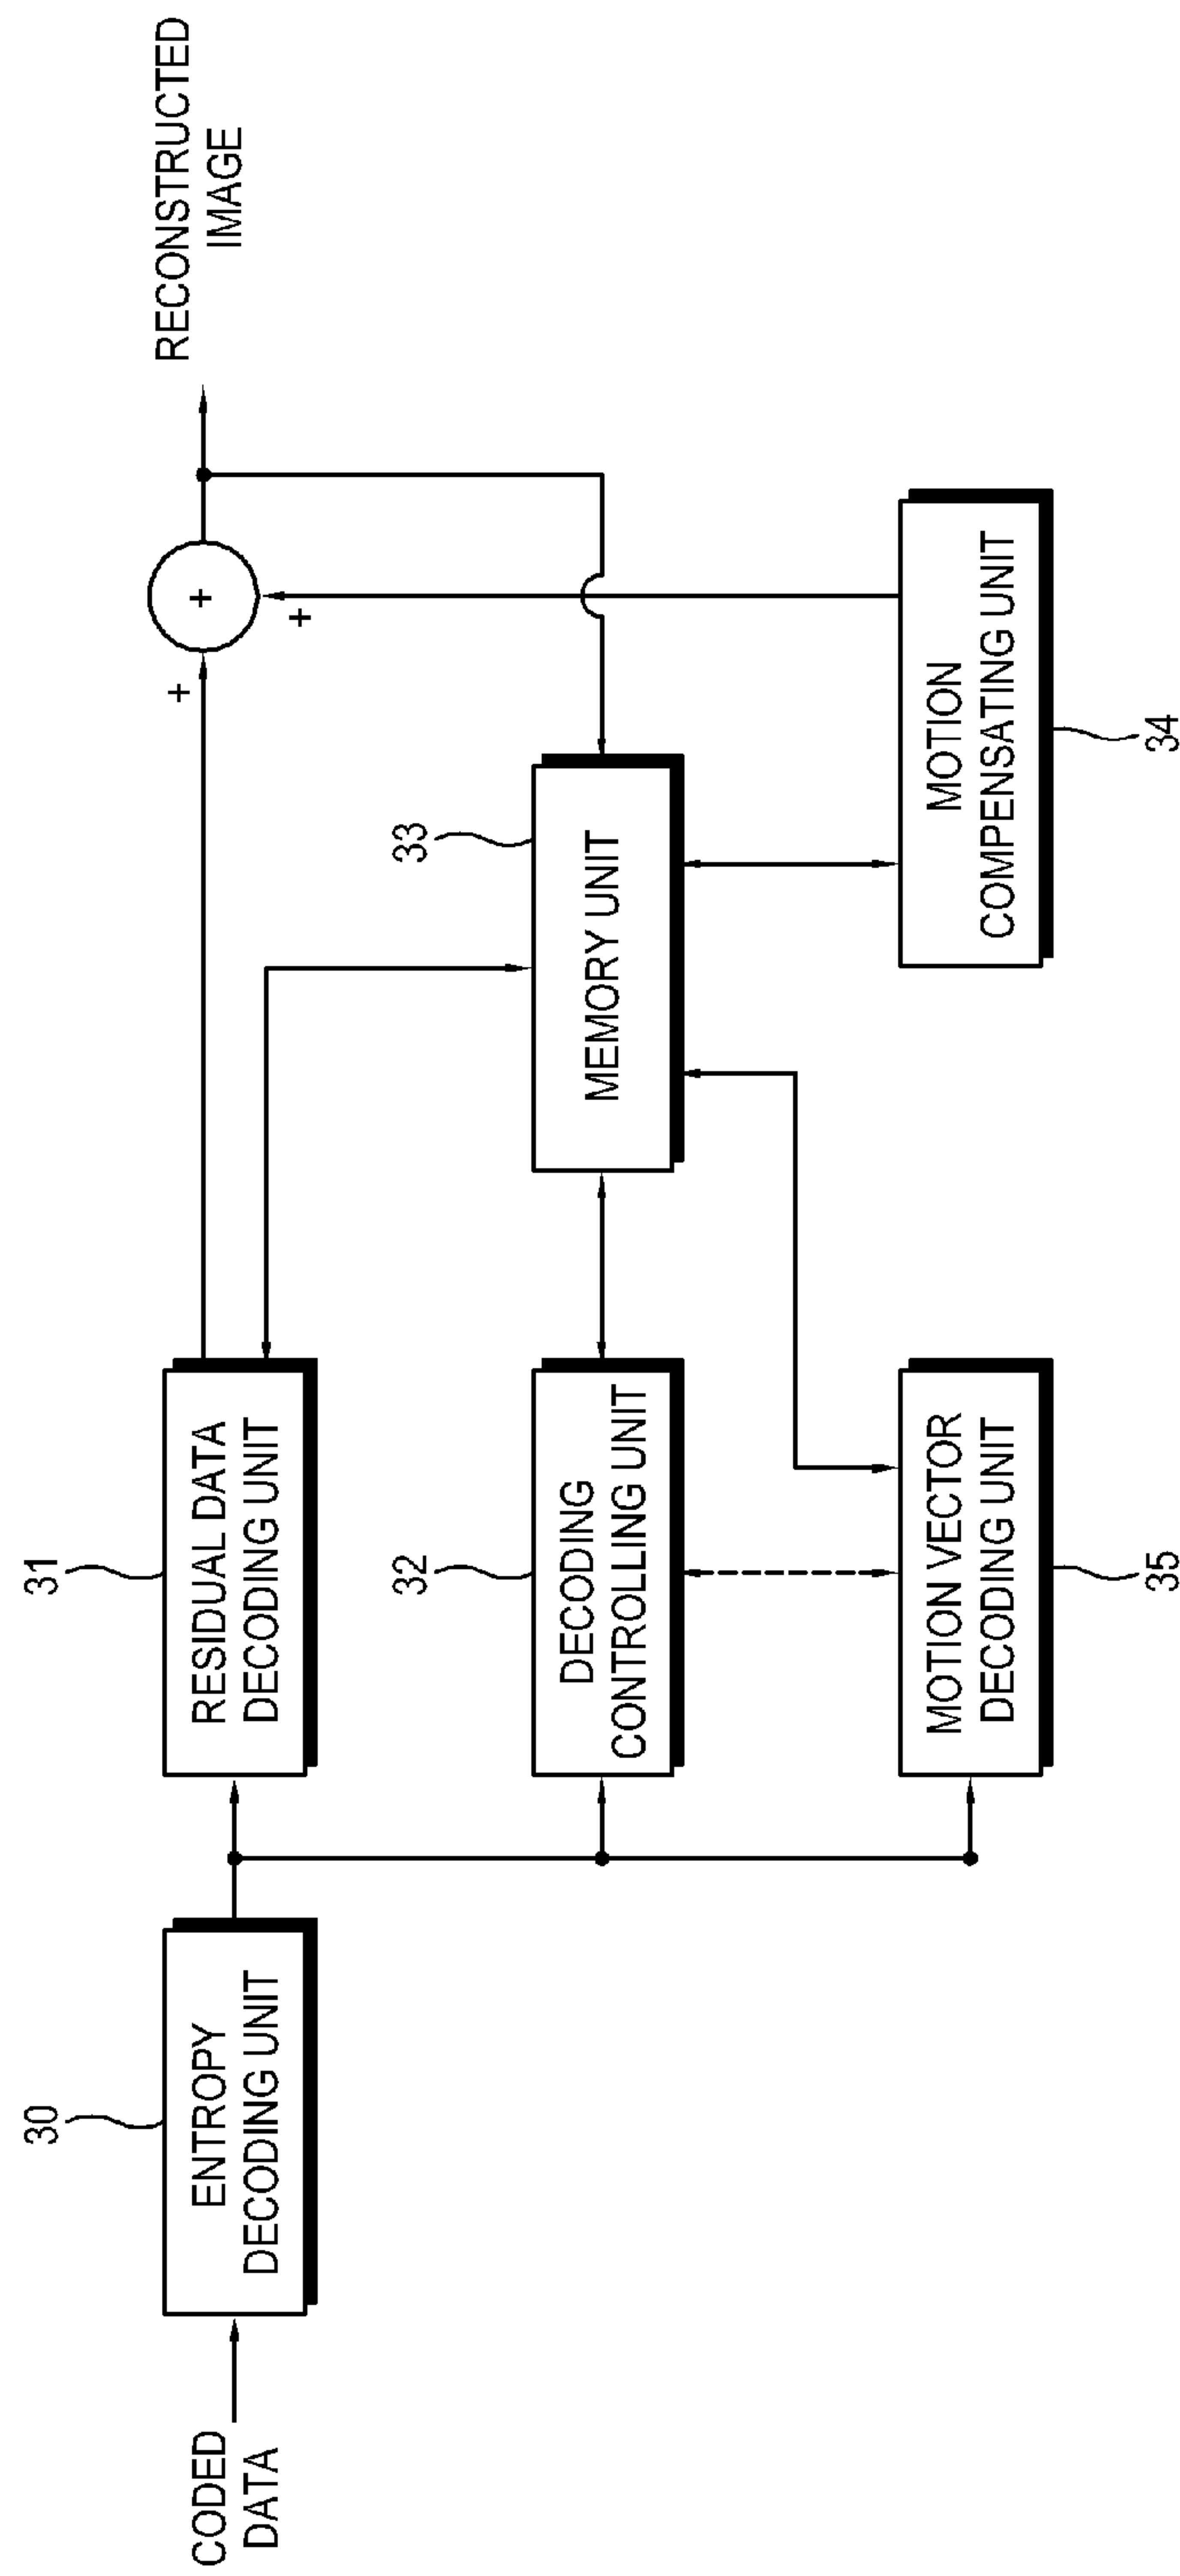 CODED
DATA
30
ENTROPY
DECODING UNIT
31
RESIDUAL DATA
DECODING UNIT
+
+
+
RECONSTRUCTED
IMAGE
32
DECODING
CONTROLLING UNIT
33
MEMORY UNIT
MOTION VECTOR
DECODING UNIT
35
MOTION
COMPENSATING UNIT
34